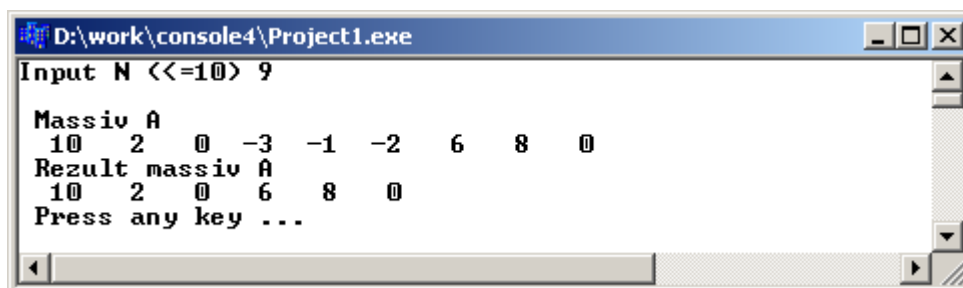 D:\work\console4\Project1.exe
Input N (<=10) 9
Massiv A
10 2 0 -3 -1 -2 6 8 0
Rezult massiv A
10 2 0 6 8 0
Press any key ...